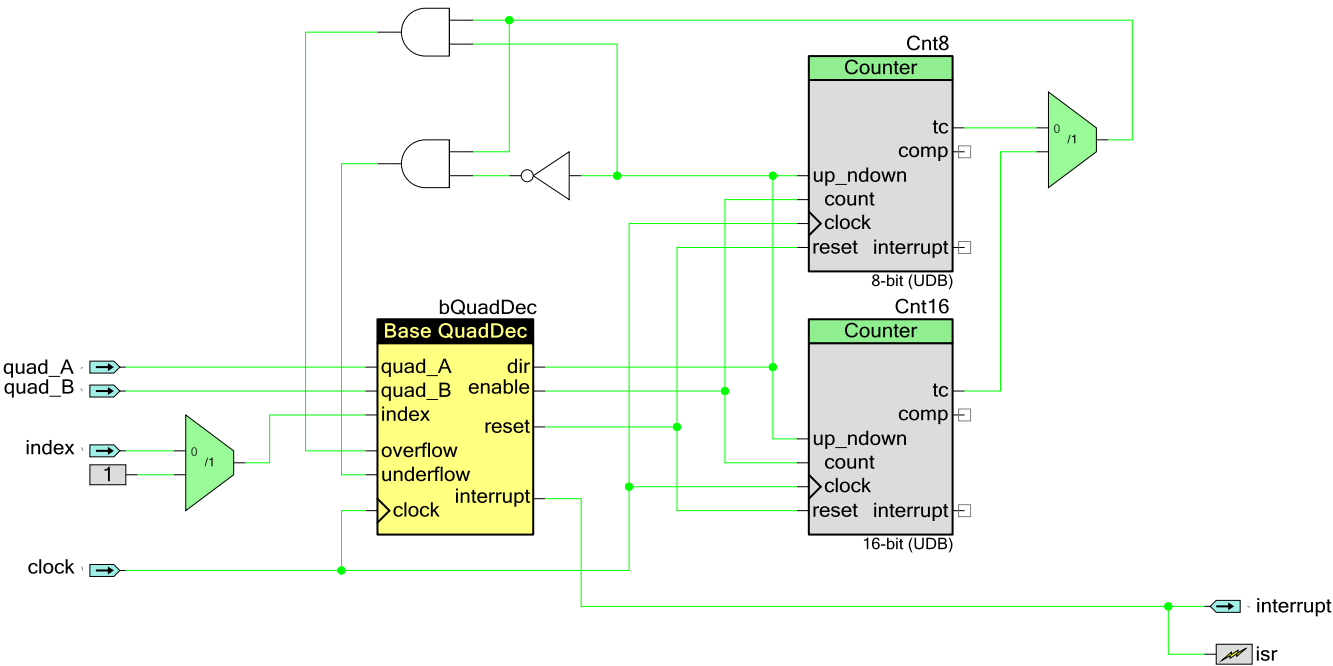 Cnt8
Counter
tc
comp
up_ndown
count
clock
reset interrupt
8-bit (UDB)
0
/1
bQuadDec
Base QuadDec
quad_A dir
quad_B enable
index
reset
overflow
underflow
interrupt
clock
Cnt16
Counter
tc
comp
up_ndown
count
clock
reset interrupt
16-bit (UDB)
quad_A
quad_B
index
1
0
/1
clock
interrupt
isr